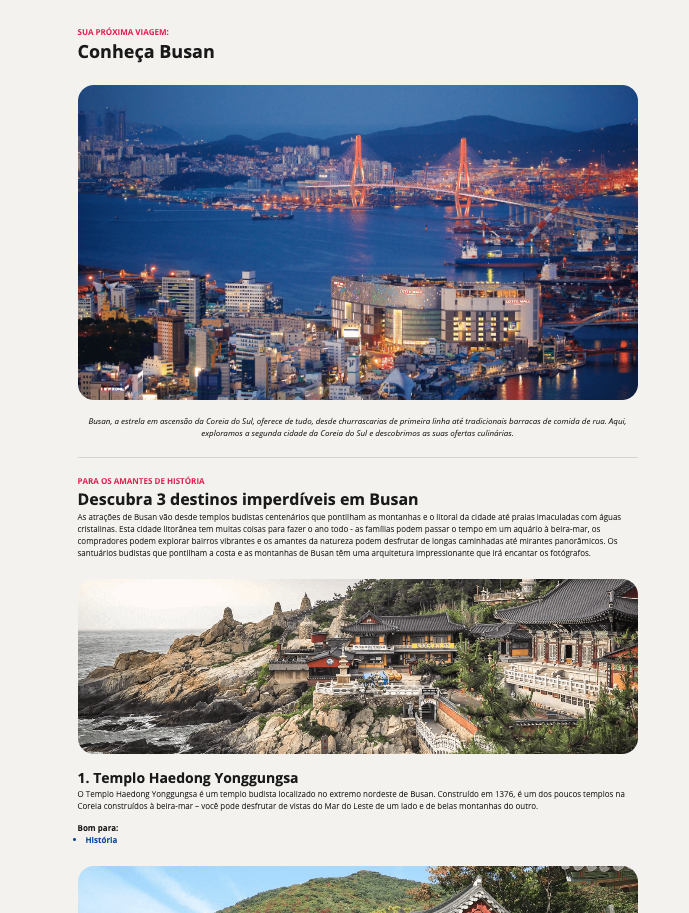 SUA PRÓXIMA VIAGEM:
Conheça Busan
Busan, a estrela em ascensão da Coreia do Sul, oferece de tudo, desde churrascarias de primeira linha até tradicionais barracas de comida de rua. Aqui,
exploramos a segunda cidade da Coreia do Sul e descobrimos as suas ofertas culinárias.
PARA OS AMANTES DE HISTÓRIA
Descubra 3 destinos imperdíveis em Busan
As atrações de Busan vão desde templos budistas centenários que pontilham as montanhas e o litoral da cidade até praias imaculadas com águas
cristalinas. Esta cidade litorânea tem muitas coisas para fazer o ano todo - as famílias podem passar o tempo em um aquário à beira-mar, os
compradores podem explorar bairros vibrantes e os amantes da natureza podem desfrutar de longas caminhadas até mirantes panorâmicos. Os
santuários budistas que pontilham a costa e as montanhas de Busan têm uma arquitetura impressionante que irá encantar os fotógrafos.
1. Templo Haedong Yonggungsa
O Templo Haedong Yonggungsa é um templo budista localizado no extremo nordeste de Busan. Construído em 1376, é um dos poucos templos na
Coreia construídos à beira-mar – você pode desfrutar de vistas do Mar do Leste de um lado e de belas montanhas do outro.
Bom para:
• História